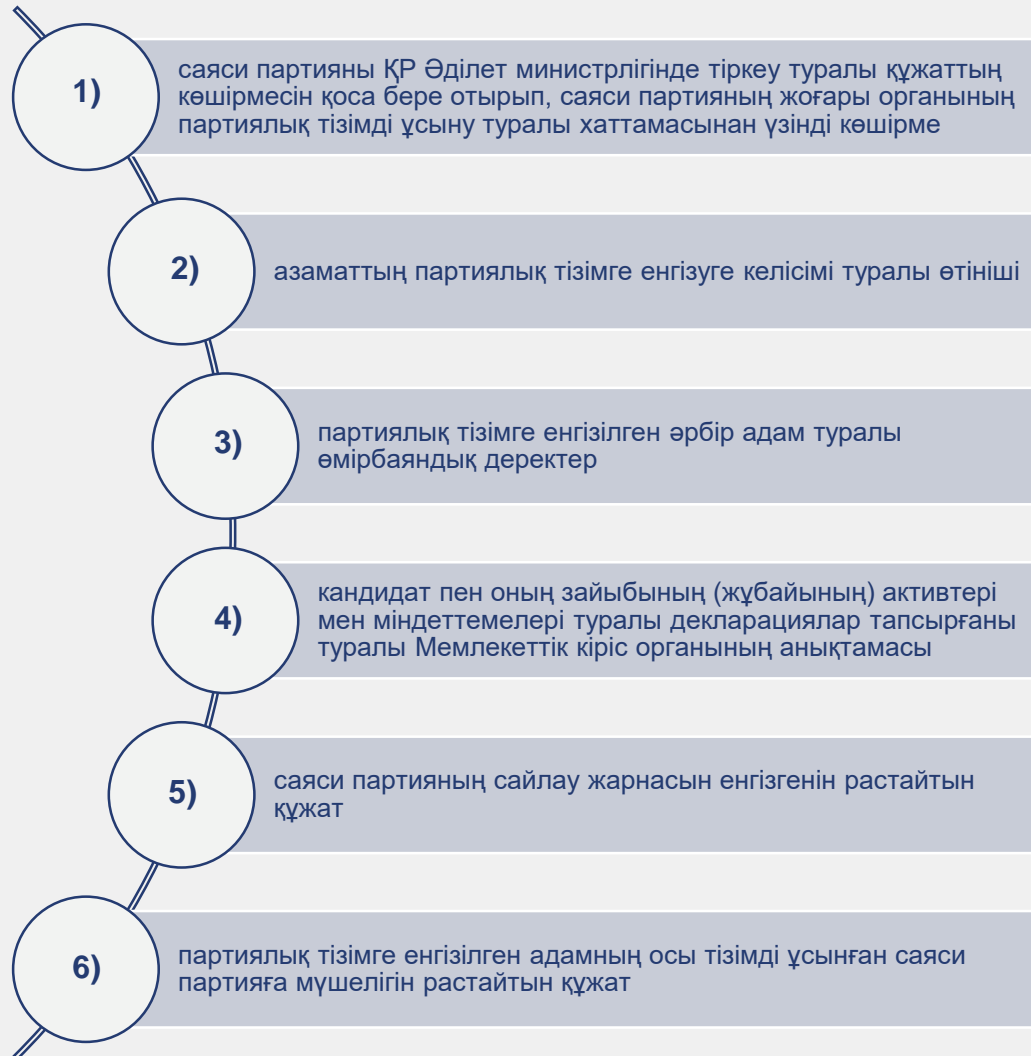 1)
саяси партияны ҚР Әділет министрлігінде тіркеу туралы құжаттың
көшірмесін қоса бере отырып, саяси партияның жоғары органының
партиялық тізімді ұсыну туралы хаттамасынан үзінді көшірме
2)
азаматтың партиялық тізімге енгізуге келісімі туралы өтініші
3)
партиялық тізімге енгізілген әрбір адам туралы
өмірбаяндық деректер
4)
кандидат пен оның зайыбының (жұбайының) активтері
мен міндеттемелері туралы декларациялар тапсырғаны
туралы Мемлекеттік кіріс органының анықтамасы
5)
саяси партияның сайлау жарнасын енгізгенін растайтын
құжат
6)
партиялық тізімге енгізілген адамның осы тізімді ұсынған саяси
партияға мүшелігін растайтын құжат